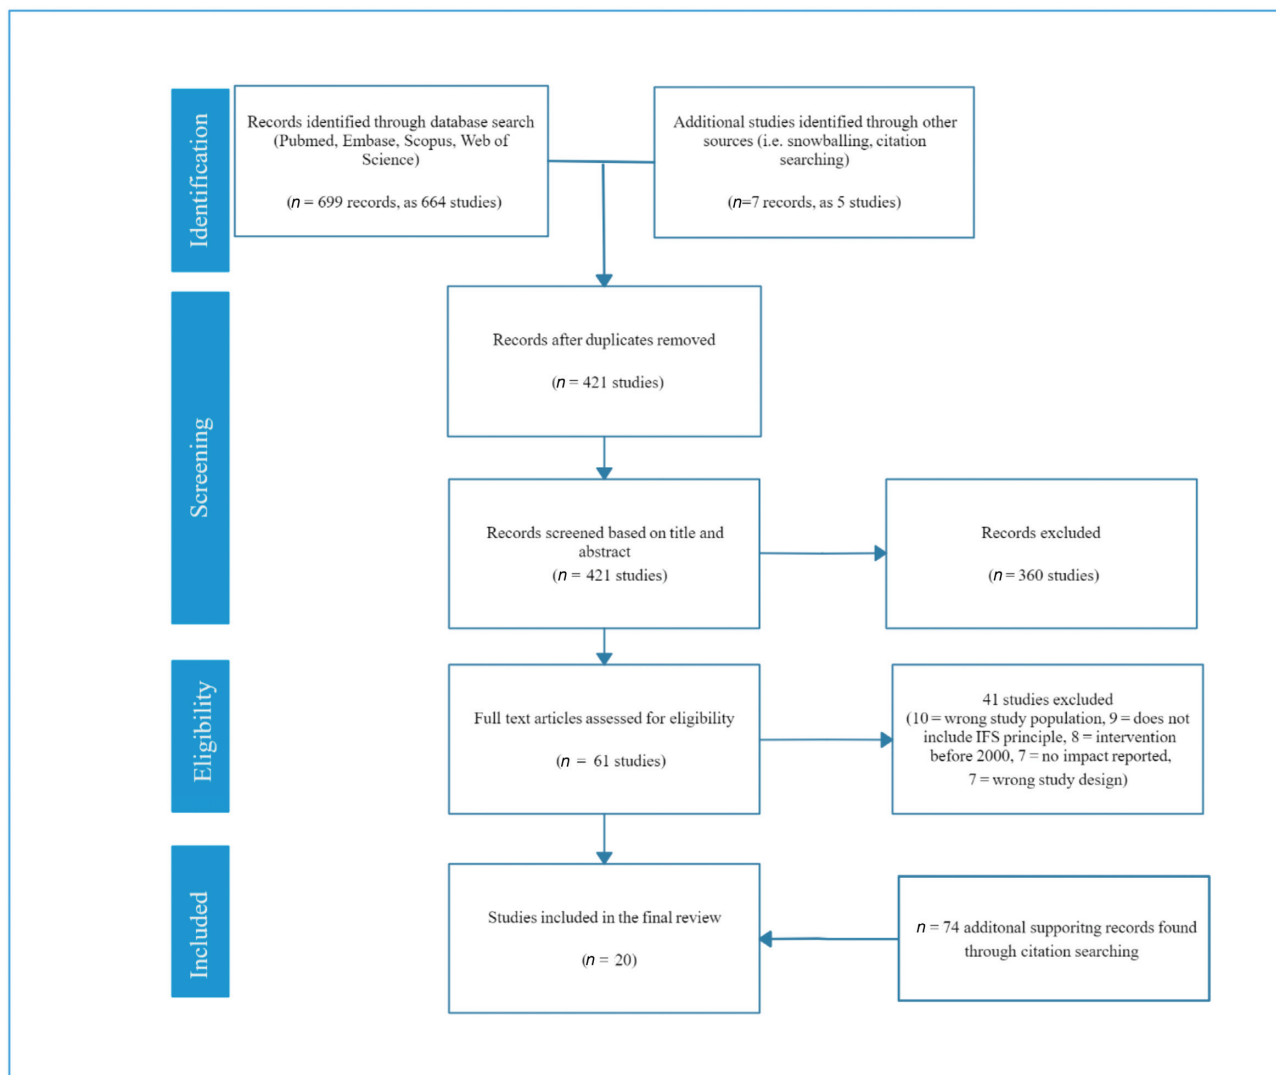 Identification
Records identified through database search
(Pubmed, Embase, Scopus, Web of
Science)
(n = 699 records, as 664 studies)
Additional studies identified through other
sources (i.e. snowballing, citation
searching)
(n=7 records, as 5 studies)
Screening
Records after duplicates removed
(n = 421 studies)
Records screened based on title and
abstract
(n = 421 studies)
Records excluded
(n = 360 studies)
Eligibility
Full text articles assessed for eligibility
(n = 61 studies)
41 studies excluded
(10 = wrong study population, 9 = does not
include IFS principle, 8 = intervention
before 2000, 7 = no impact reported,
7 = wrong study design)
Included
Studies included in the final review
(n = 20)
n = 74 additonal supporitng records found
through citation searching